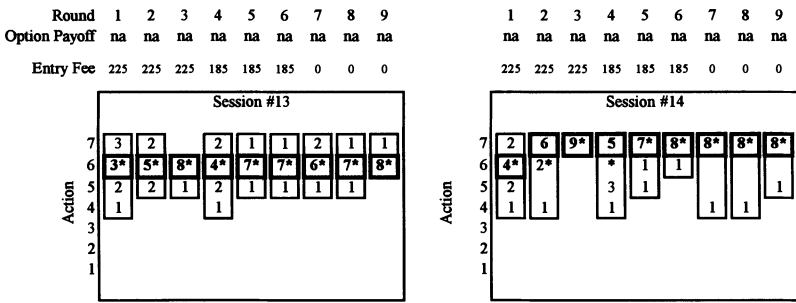 Round 1 2 3 4 5 6 7 8 9 1 2 3 4 5 6 7 8 9
Option Payoff na na na na na na na na na na na na na na na na na na
Entry Fee 225 225 225 185 185 185 0 0 0 225 225 225 185 185 185 0 0 0
Session #13 Session #14
7 3 2 2 1 1 2 1 1 7 2 6 9* 5 7* 8* 8* 8* 8*
6 3* 5* 8* 4* 7* 7* 6* 7* 8* 6 4* 2* * 1 1
5 2 2 1 2 1 1 1 1 5 2 3 1 1
Action 4 1 1 Action 4 1 1 1 1 1
3 3
2 2
1 1